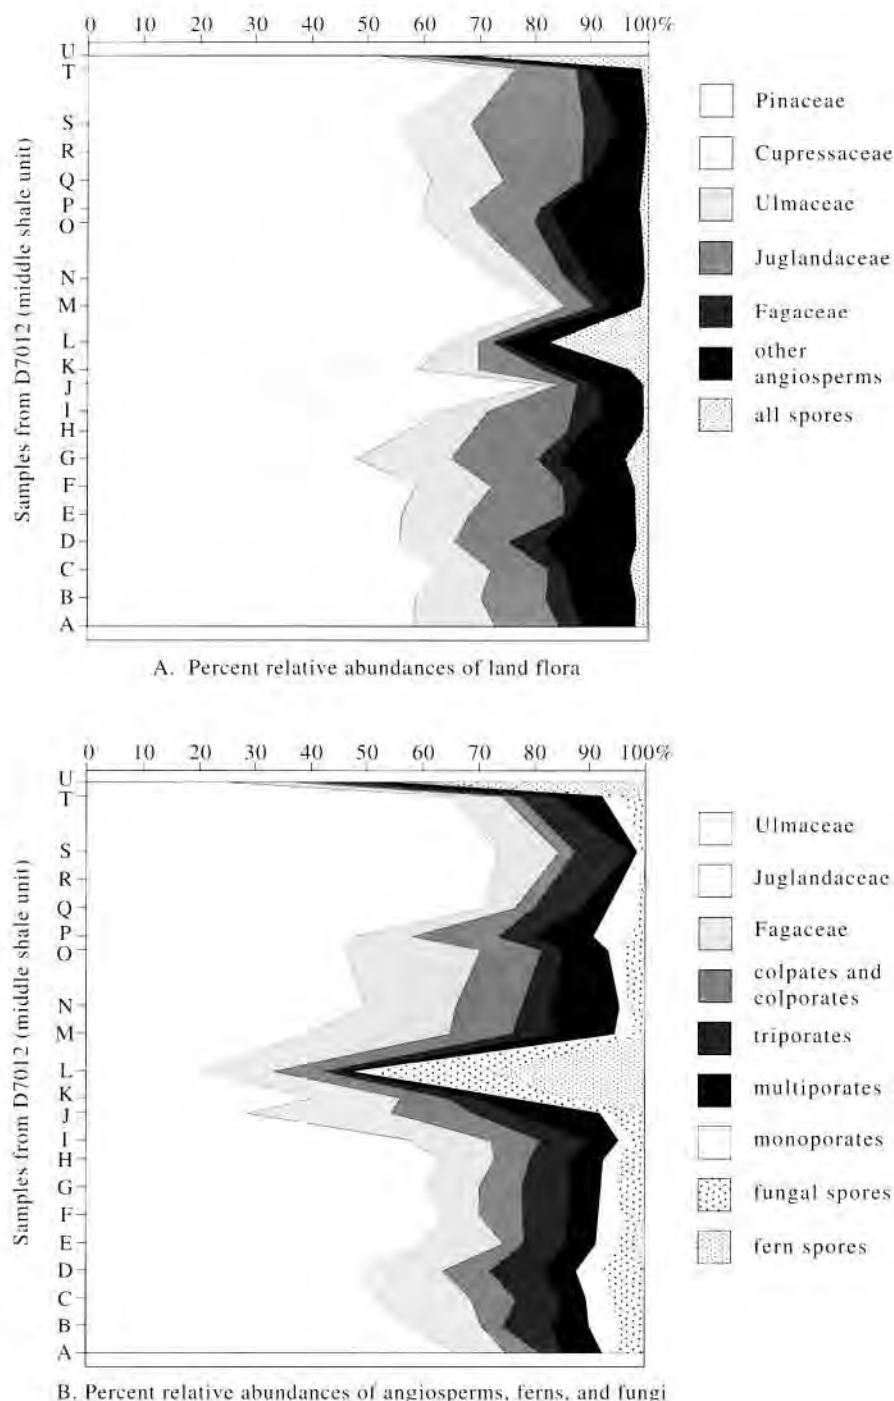 0 10 20 30 40 50 60 70 80 90 100%
U
T
S
R
Q
P
O
N
M
L
K
J
I
H
G
F
E
D
C
B
A
Samples from D7012 (middle shale unit)
Pinaceae
Cupressaceae
Ulmaceae
Juglandaceae
Fagaceae
other
angiosperms
all spores
A. Percent relative abundances of land flora
0 10 20 30 40 50 60 70 80 90 100%
U
T
S
R
Q
P
O
N
M
L
K
J
I
H
G
F
E
D
C
B
A
Samples from D7012 (middle shale unit)
Ulmaceae
Juglandaceae
Fagaceae
colpates and
colporates
triporates
multiporates
monoporates
fungal spores
fern spores
B. Percent relative abundances of angiosperms, ferns, and fungi